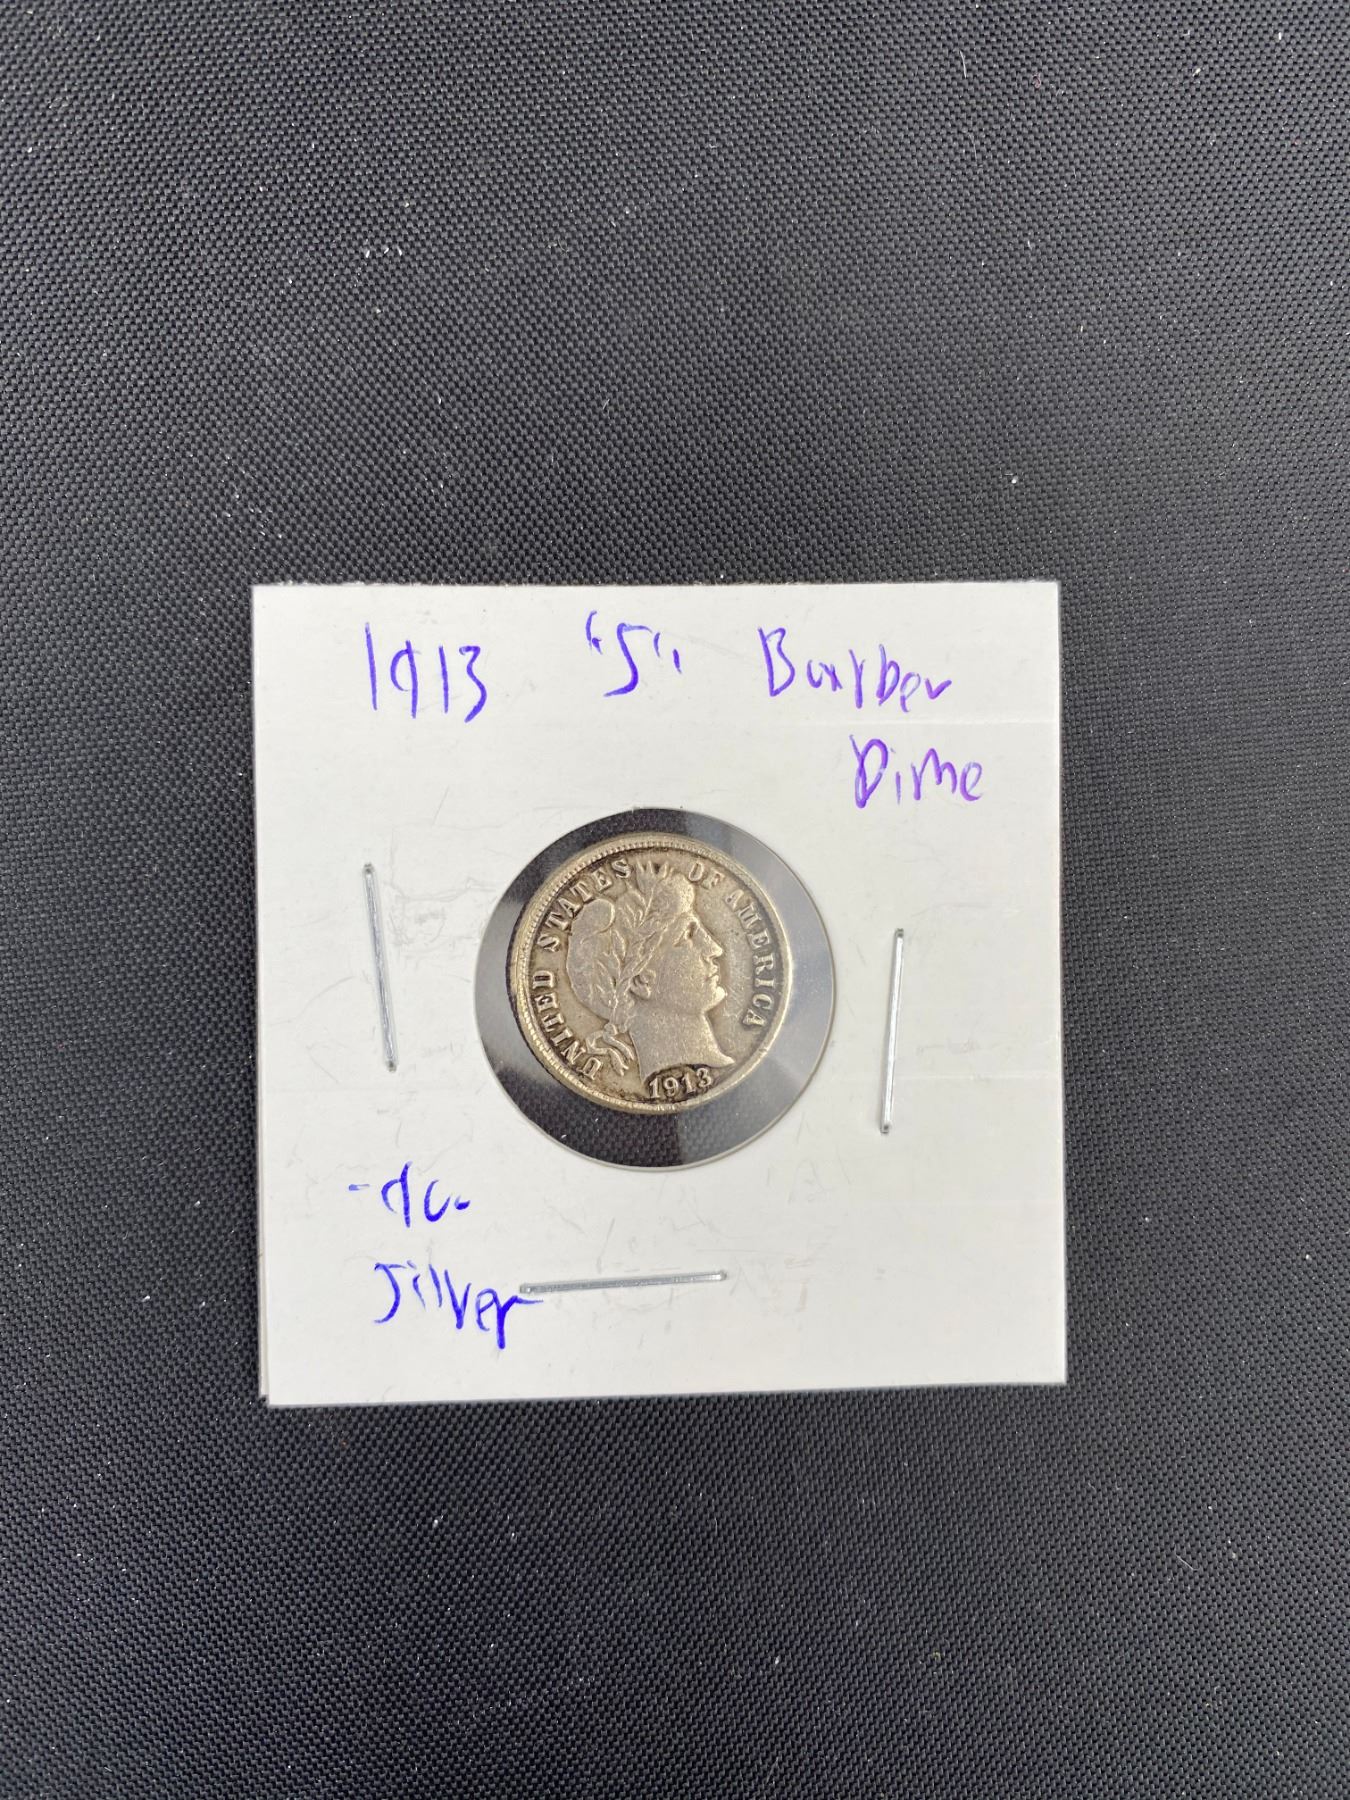 1913 "S" Barber
Dime
UNITED STATES OF AMERICA
1913
-90-
Silver